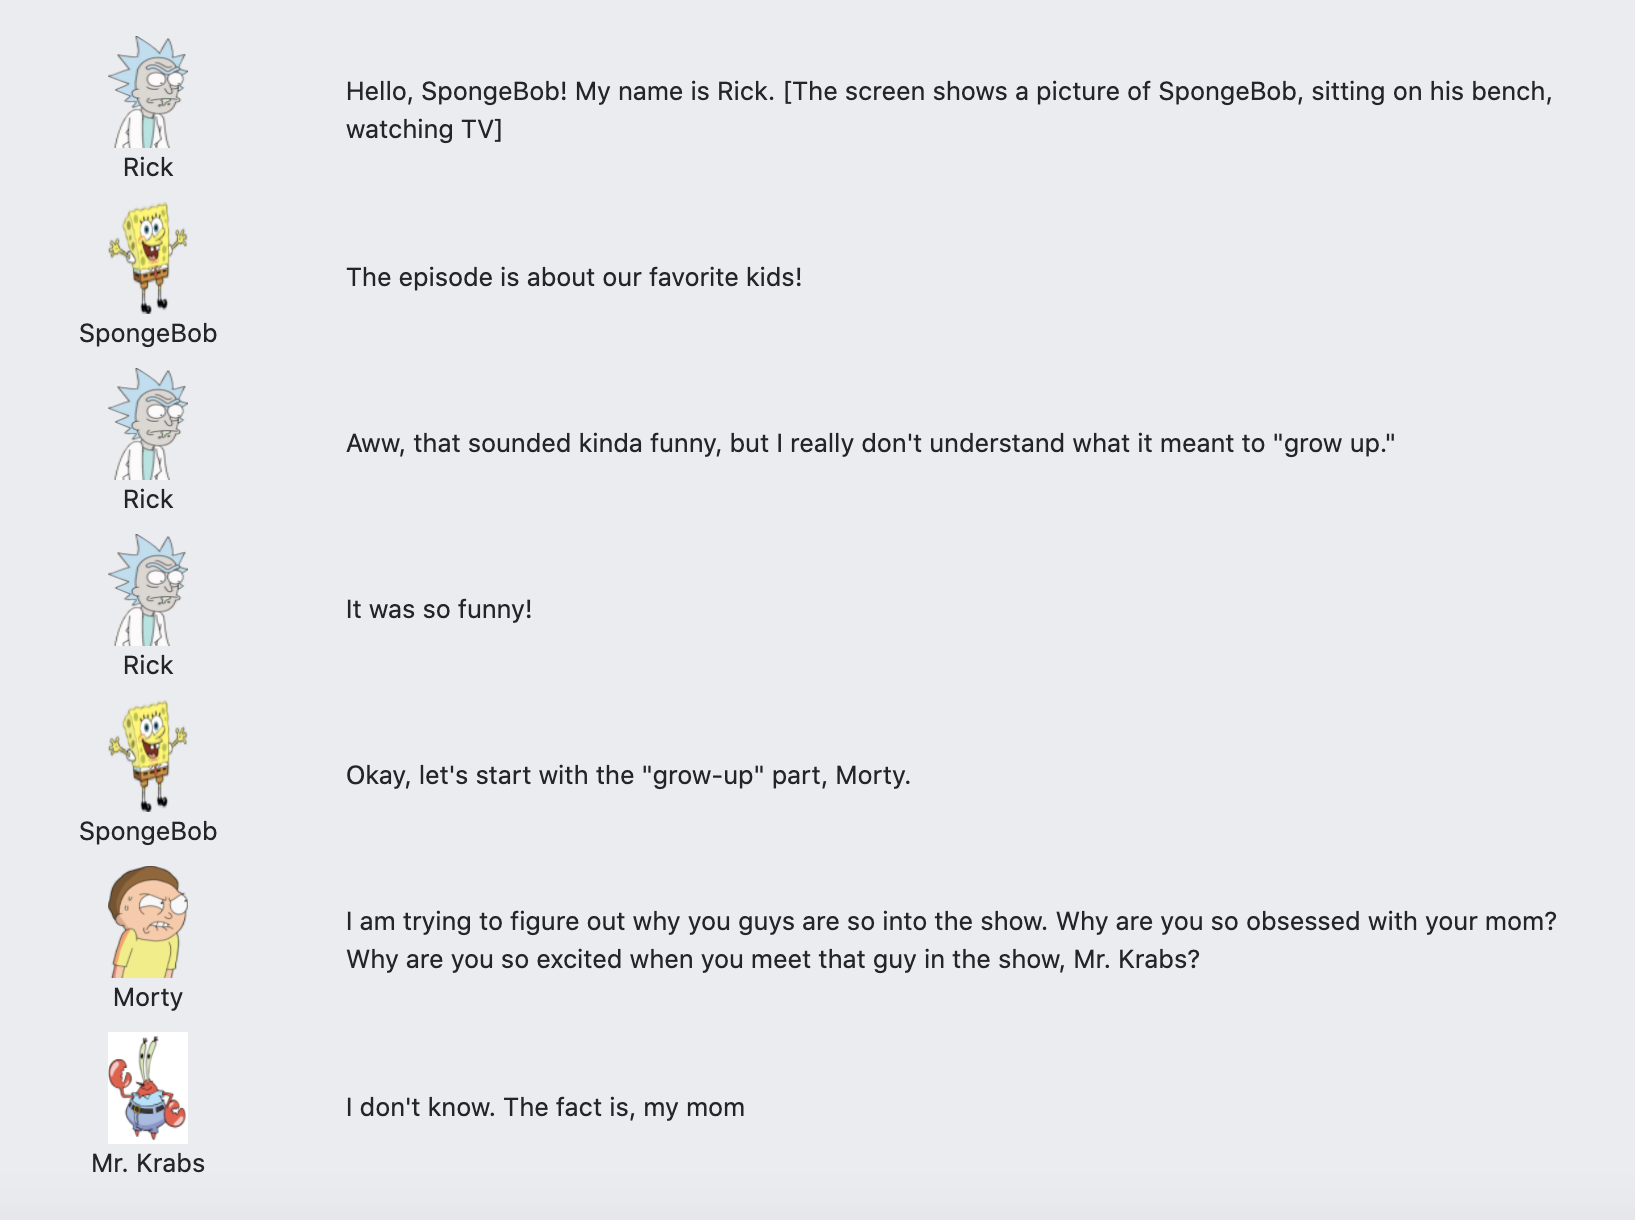 Hello, SpongeBob! My name is Rick. [The screen shows a picture of SpongeBob, sitting on his bench,
watching TV]
Rick
The episode is about our favorite kids!
SpongeBob
Aww, that sounded kinda funny, but I really don't understand what it meant to "grow up."
Rick
It was so funny!
Rick
Okay, let's start with the "grow-up" part, Morty.
SpongeBob
I am trying to figure out why you guys are so into the show. Why are you so obsessed with your mom?
Why are you so excited when you meet that guy in the show, Mr. Krabs?
Morty
I don't know. The fact is, my mom
Mr. Krabs